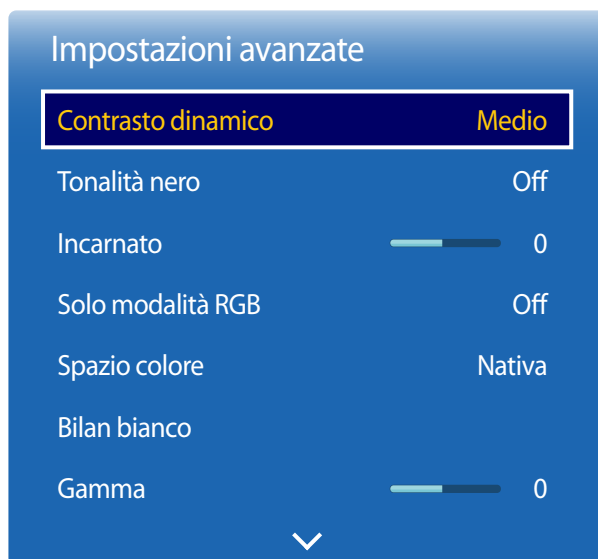 Impostazioni avanzate
Contrasto dinamico Medio
Tonalità nero Off
Incarnato 0
Solo modalità RGB Off
Spazio colore Nativa
Bilan bianco
Gamma 0